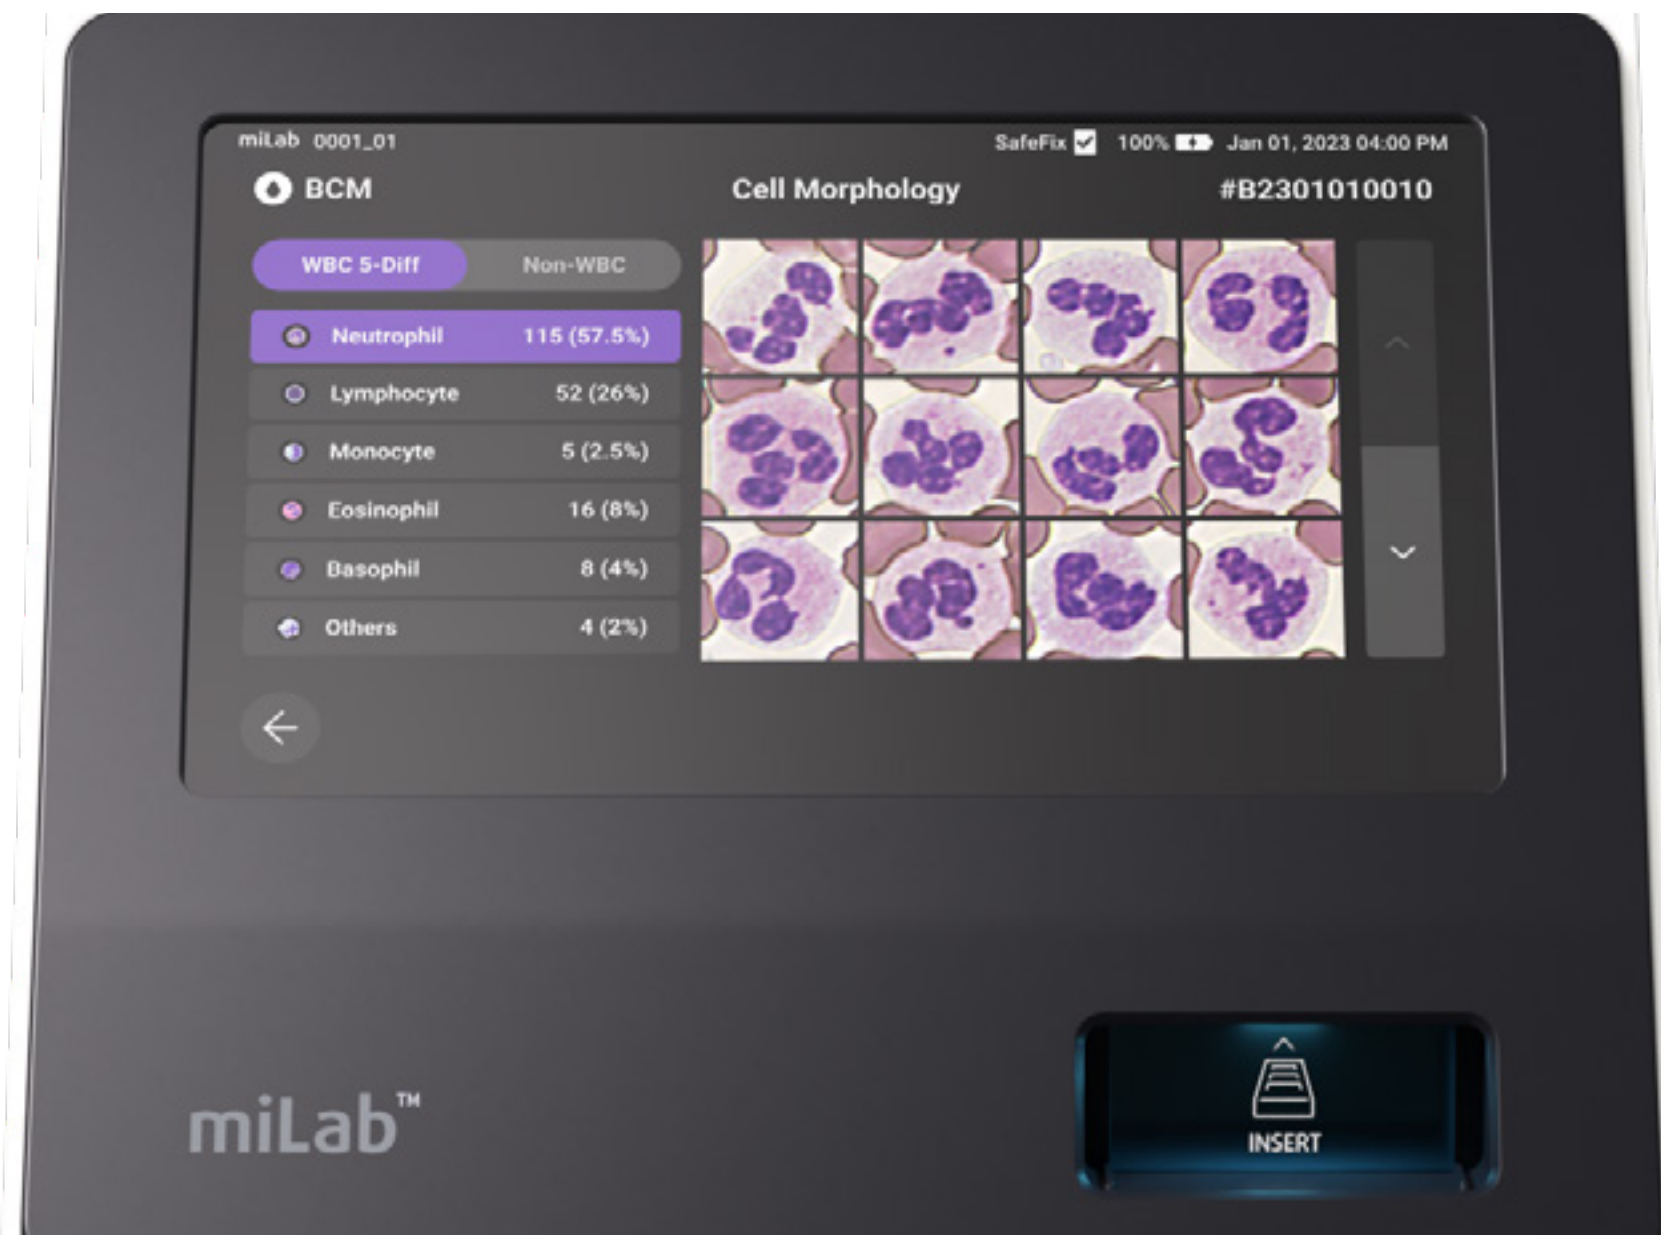 miLab 0001_01
SafeFix 100% Jan 01, 2023 04:00 PM
BCM
Cell Morphology
#B2301010010
WBC 5-Diff
Non-WBC
Neutrophil 115 (57.5%)
Lymphocyte 52 (26%)
Monocyte 5 (2.5%)
Eosinophil 16 (8%)
Basophil 8 (4%)
Others 4 (2%)
miLab™
INSERT